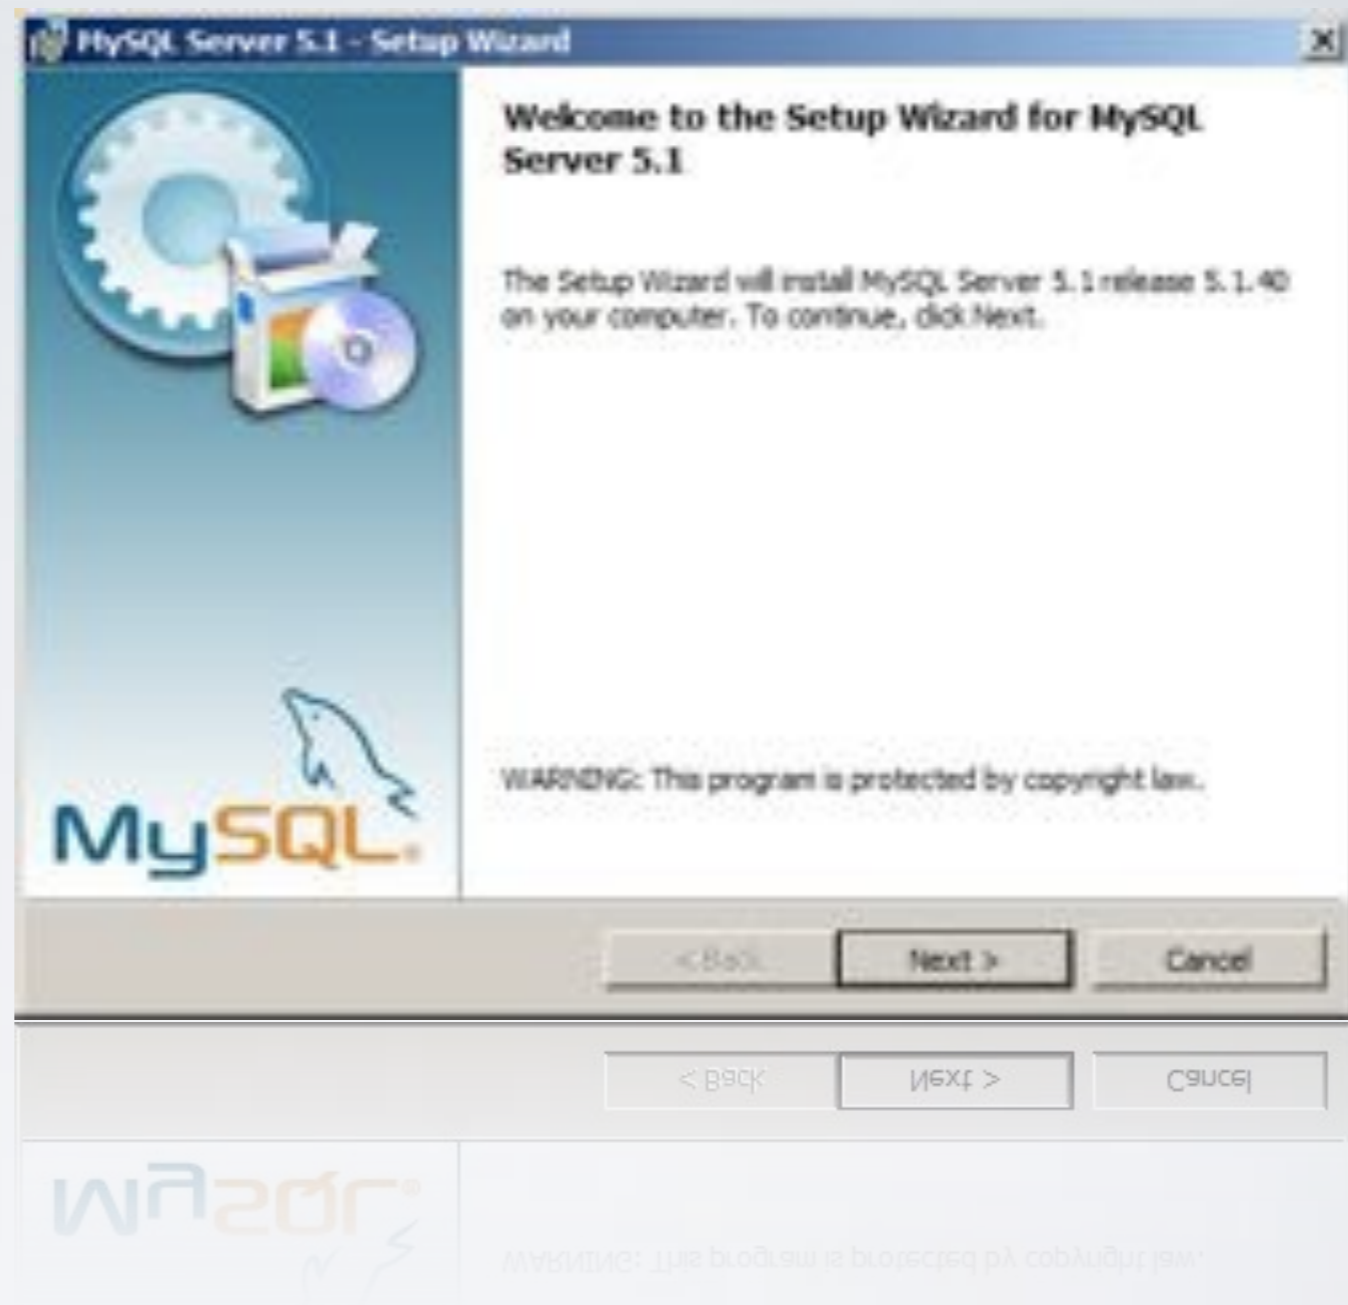 MySQL Server 5.1 - Setup Wizard
Welcome to the Setup Wizard for MySQL
Server 5.1
The Setup Wizard will install MySQL Server 5.1 release 5.1.40
on your computer. To continue, click Next.
WARNING: This program is protected by copyright law.
MySQL
< Back
Next >
Cancel